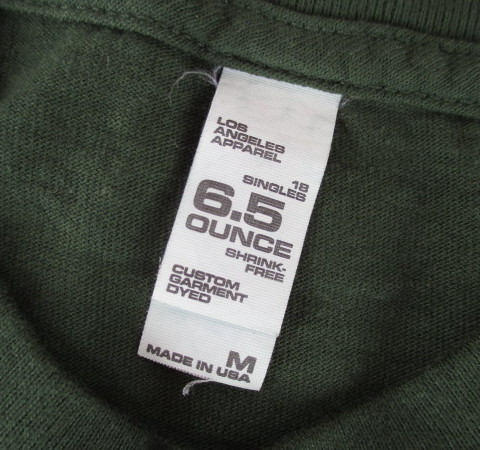 LOS
ANGELES
APPAREL
18
SINGLES
6.5
OUNCE
SHRINK-
FREE
CUSTOM
GARMENT
DYED
M
MADE IN USA